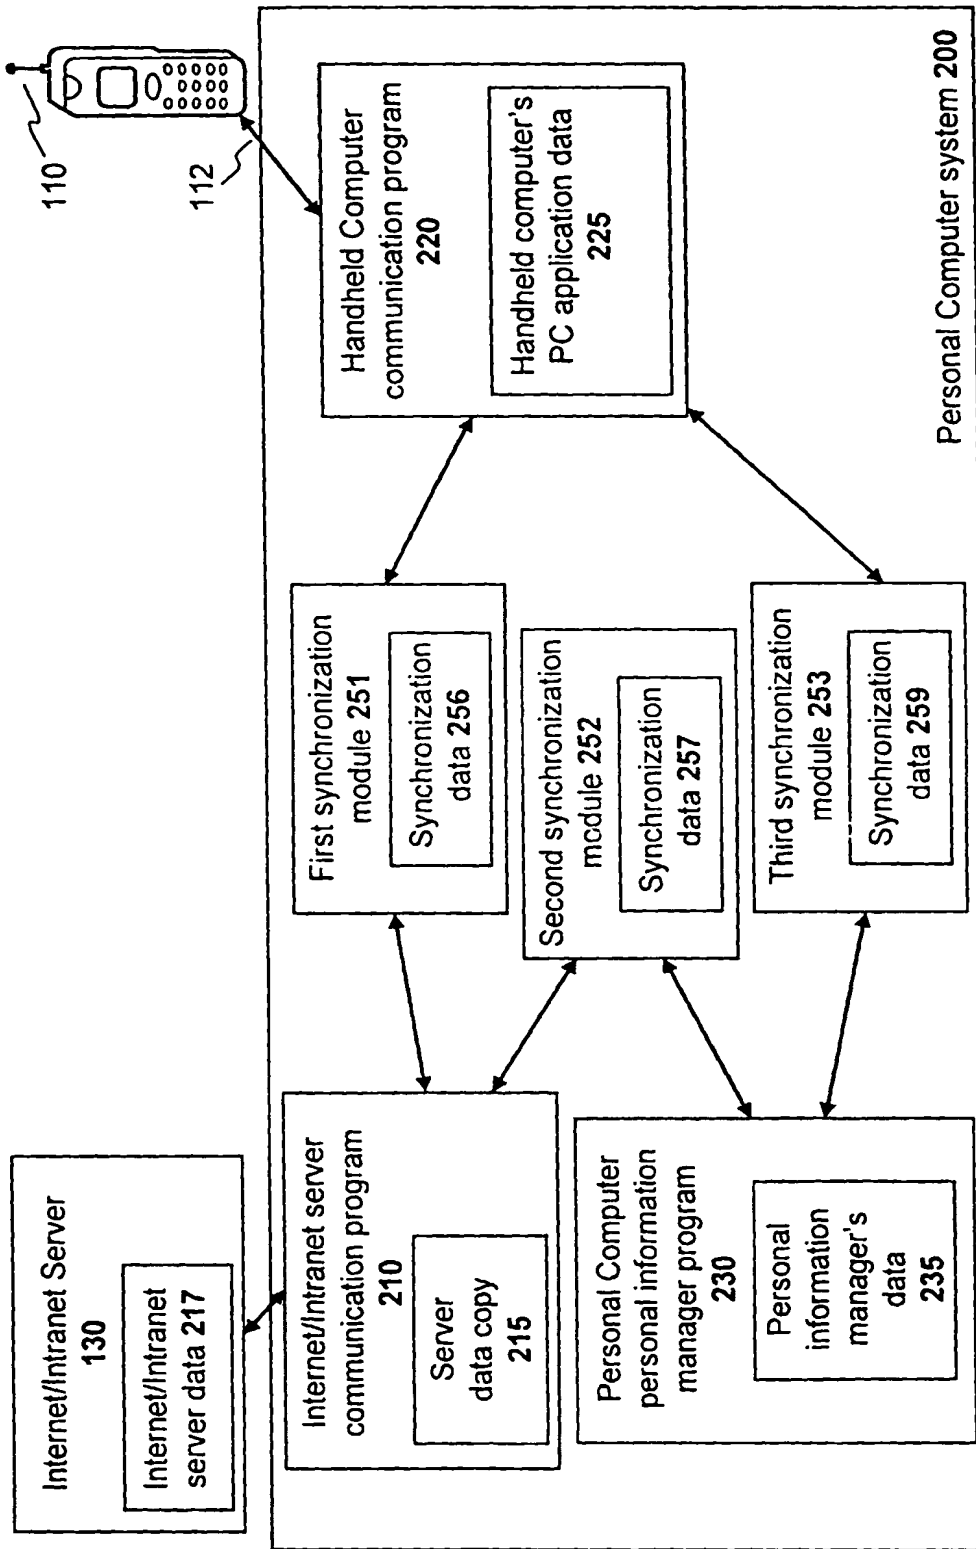 Internet/Intranet Server
130
Internet/Intranet
server data 217
110
112
Internet/Intranet server
communication program
210
Server
data copy
215
First synchronization
module 251
Synchronization
data 256
Handheld Computer
communication program
220
Handheld computer's
PC application data
225
Second synchronization
mcdule 252
Synchronization
data 257
Personal Computer
personal information
manager program
230
Personal
information
manager's
data
235
Third synchronization
module 253
Synchronization
data 259
Personal Computer system 200